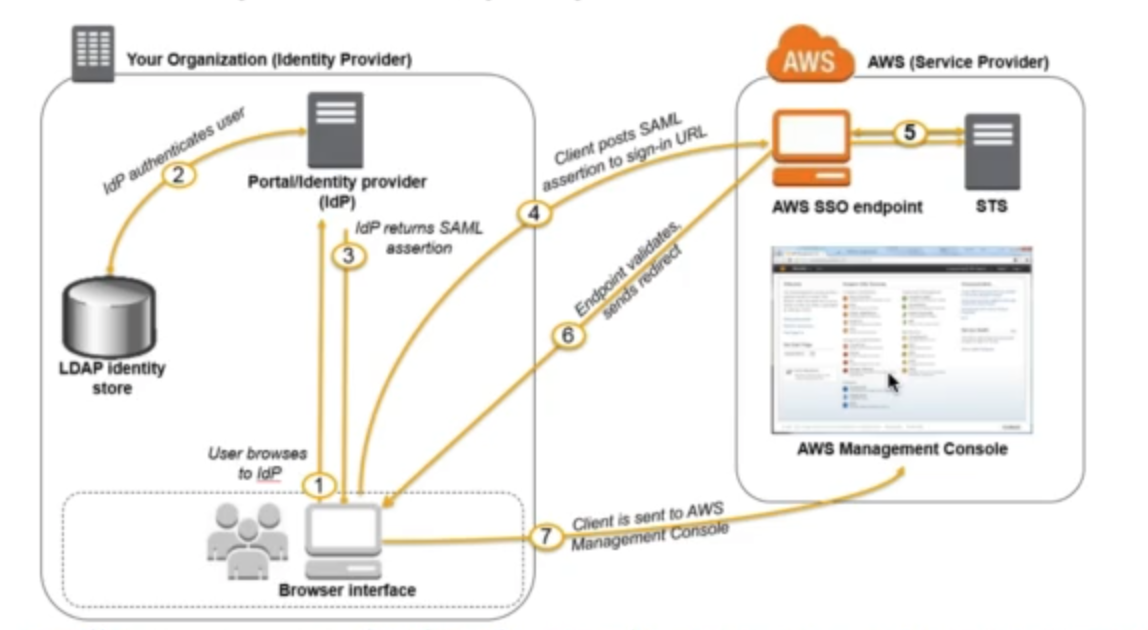 Your Organization (Identity Provider)
AWS
AWS (Service Provider)
IdP authenticates user
2
Portal/Identity provider
(IdP)
Client posts SAML
assertion to sign-in URL
5
AWS SSO endpoint
STS
4
IdP returns SAML
assertion
3
Endpoint validates,
sends redirect
6
LDAP identity
store
AWS Management Console
User browses
to IdP
1
7
Client is sent to AWS
Management Console
Browser interface